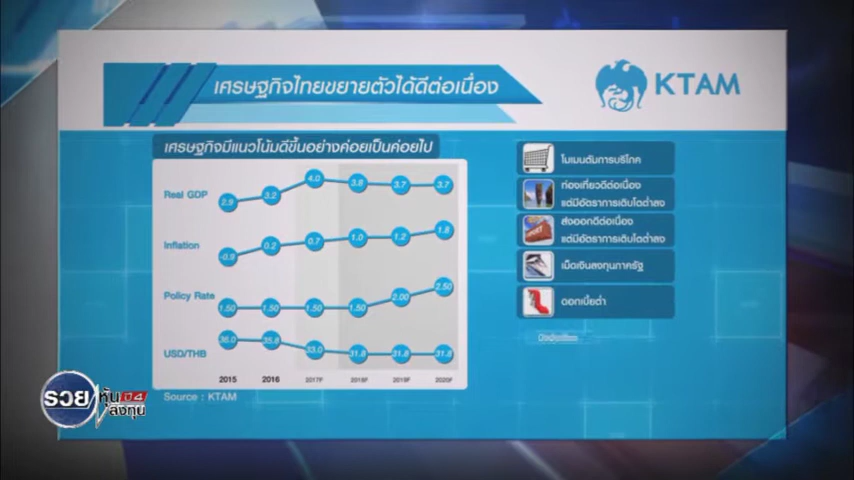 เศรษฐกิจไทยขยายตัวได้ดีต่อเนื่อง
KTAM
เศรษฐกิจมีแนวโน้มดีขึ้นอย่างค่อยเป็นค่อยไป
Real GDP 2.9 3.2 4.0 3.8 3.7 3.7
Inflation -0.9 0.2 0.7 1.0 1.2 1.8
Policy Rate 1.50 1.50 1.50 1.50 2.00 2.50
USD/THB 36.0 35.8 33.0 31.8 31.8 31.8
2015 2016 2017F 2018F 2019F 2020F
Source : KTAM
โมเมนตัมการบริโภค
ท่องเที่ยวดีต่อเนื่อง
แต่มีอัตราการเติบโตต่ำลง
ส่งออกดีต่อเนื่อง
แต่มีอัตราการเติบโตต่ำลง
เม็ดเงินลงทุนภาครัฐ
ดอกเบี้ยต่ำ
รวยหุ้น
ลงทุน